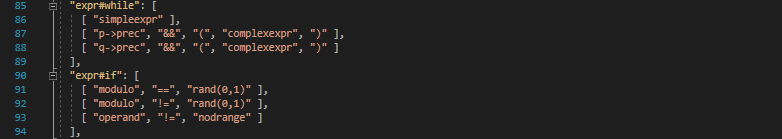 85 "expr#while": [
86 [ "simpleexpr" ],
87 [ "p->prec", "&&", "(", "complexexpr", ")" ],
88 [ "q->prec", "&&", "(", "complexexpr", ")" ]
89 ],
90 "expr#if": [
91 [ "modulo", "==", "rand(0,1)" ],
92 [ "modulo", "!=", "rand(0,1)" ],
93 [ "operand", "!=", "nodrange" ]
94 ],